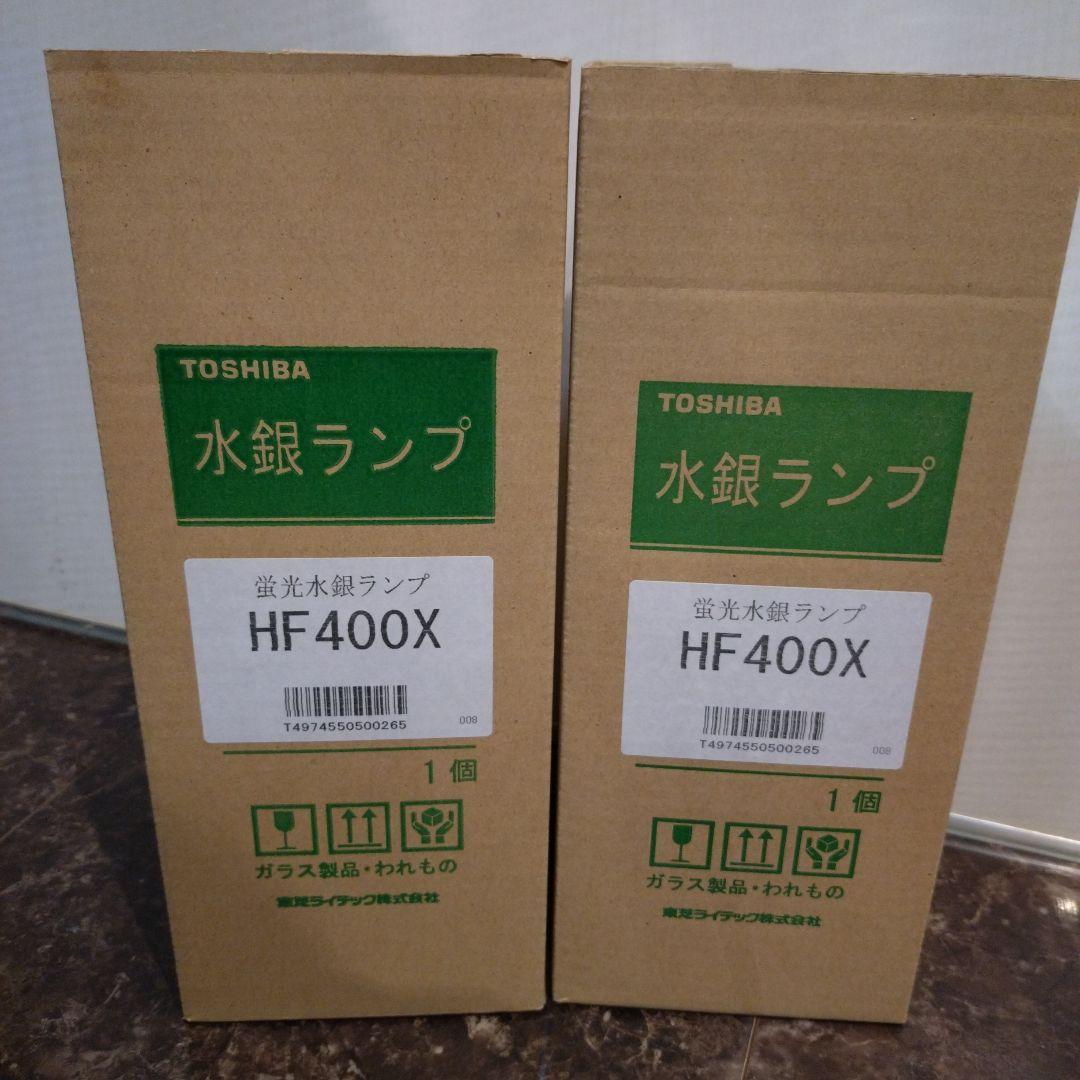 TOSHIBA
水銀ランプ
蛍光水銀ランプ
HF400X
T4974550500265
008
1個
ガラス製品・われもの
東芝ライテック株式会社
TOSHIBA
水銀ランプ
蛍光水銀ランプ
HF400X
T4974550500265
008
1個
ガラス製品・われもの
東芝ライテック株式会社